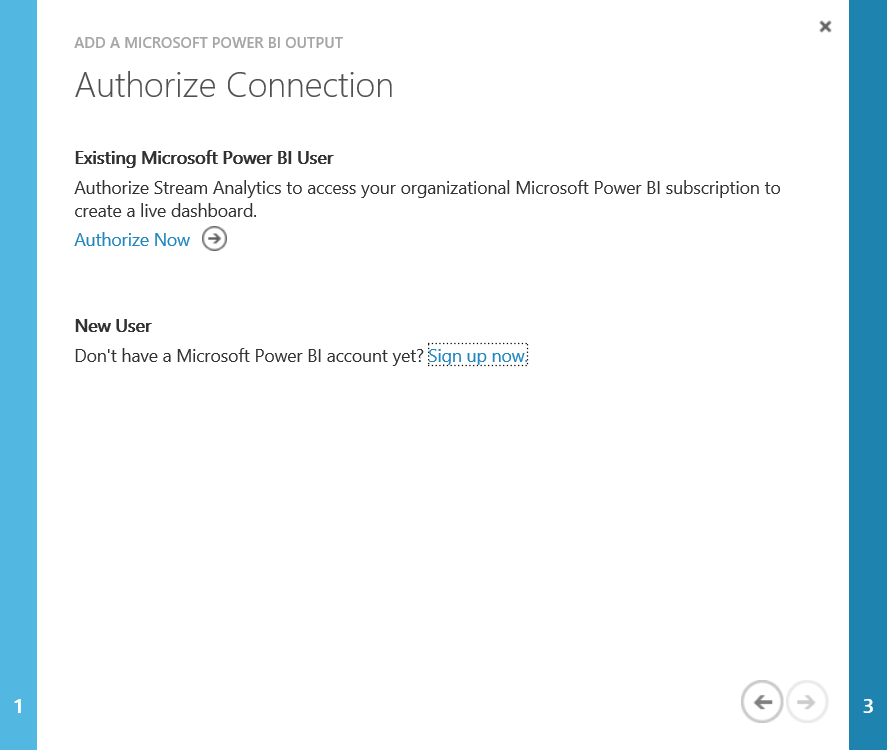 ADD A MICROSOFT POWER BI OUTPUT
Authorize Connection
Existing Microsoft Power BI User
Authorize Stream Analytics to access your organizational Microsoft Power BI subscription to
create a live dashboard.
Authorize Now
New User
Don't have a Microsoft Power BI account yet? Sign up now.
1
3